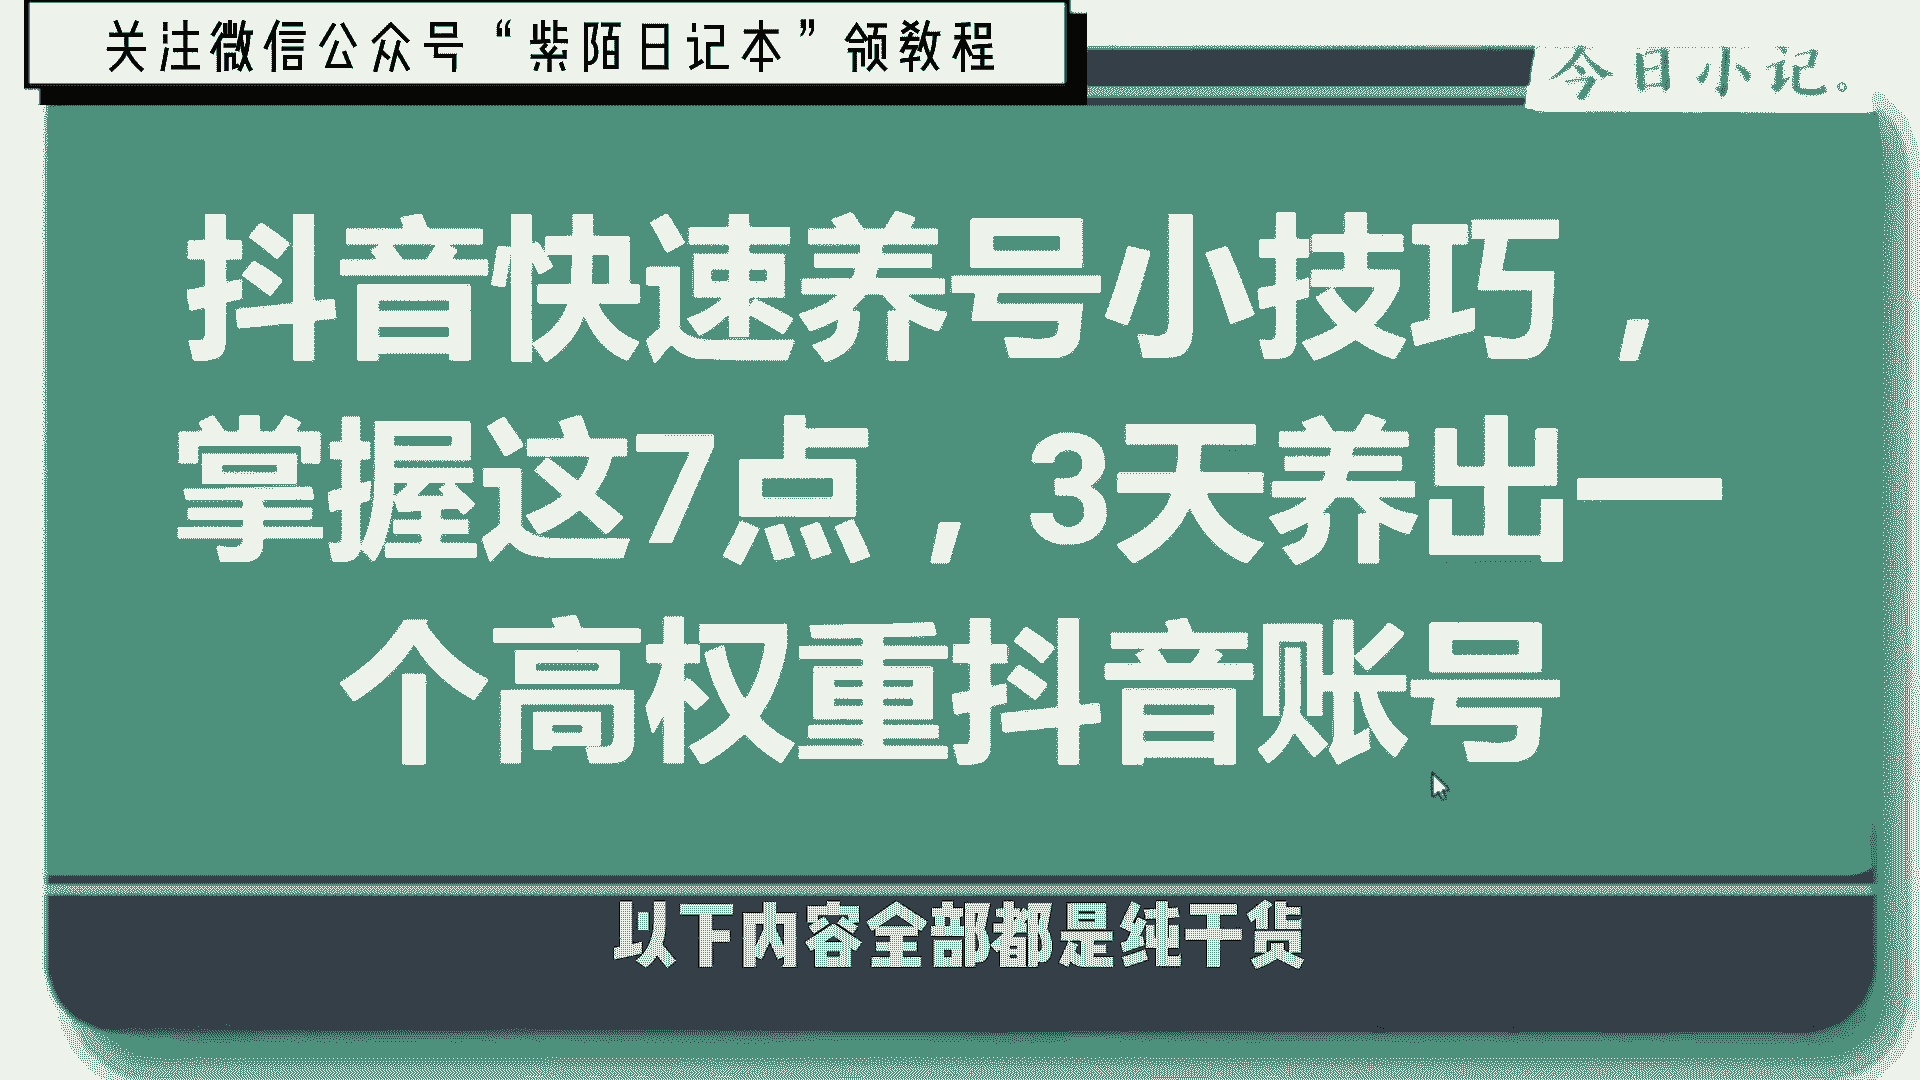 关注微信公众号“紫陌日记本”领教程
今日小记。
抖音快速养号小技巧，
掌握这7点，3天养出一
个高权重抖音账号
以下内容全部都是纯干货